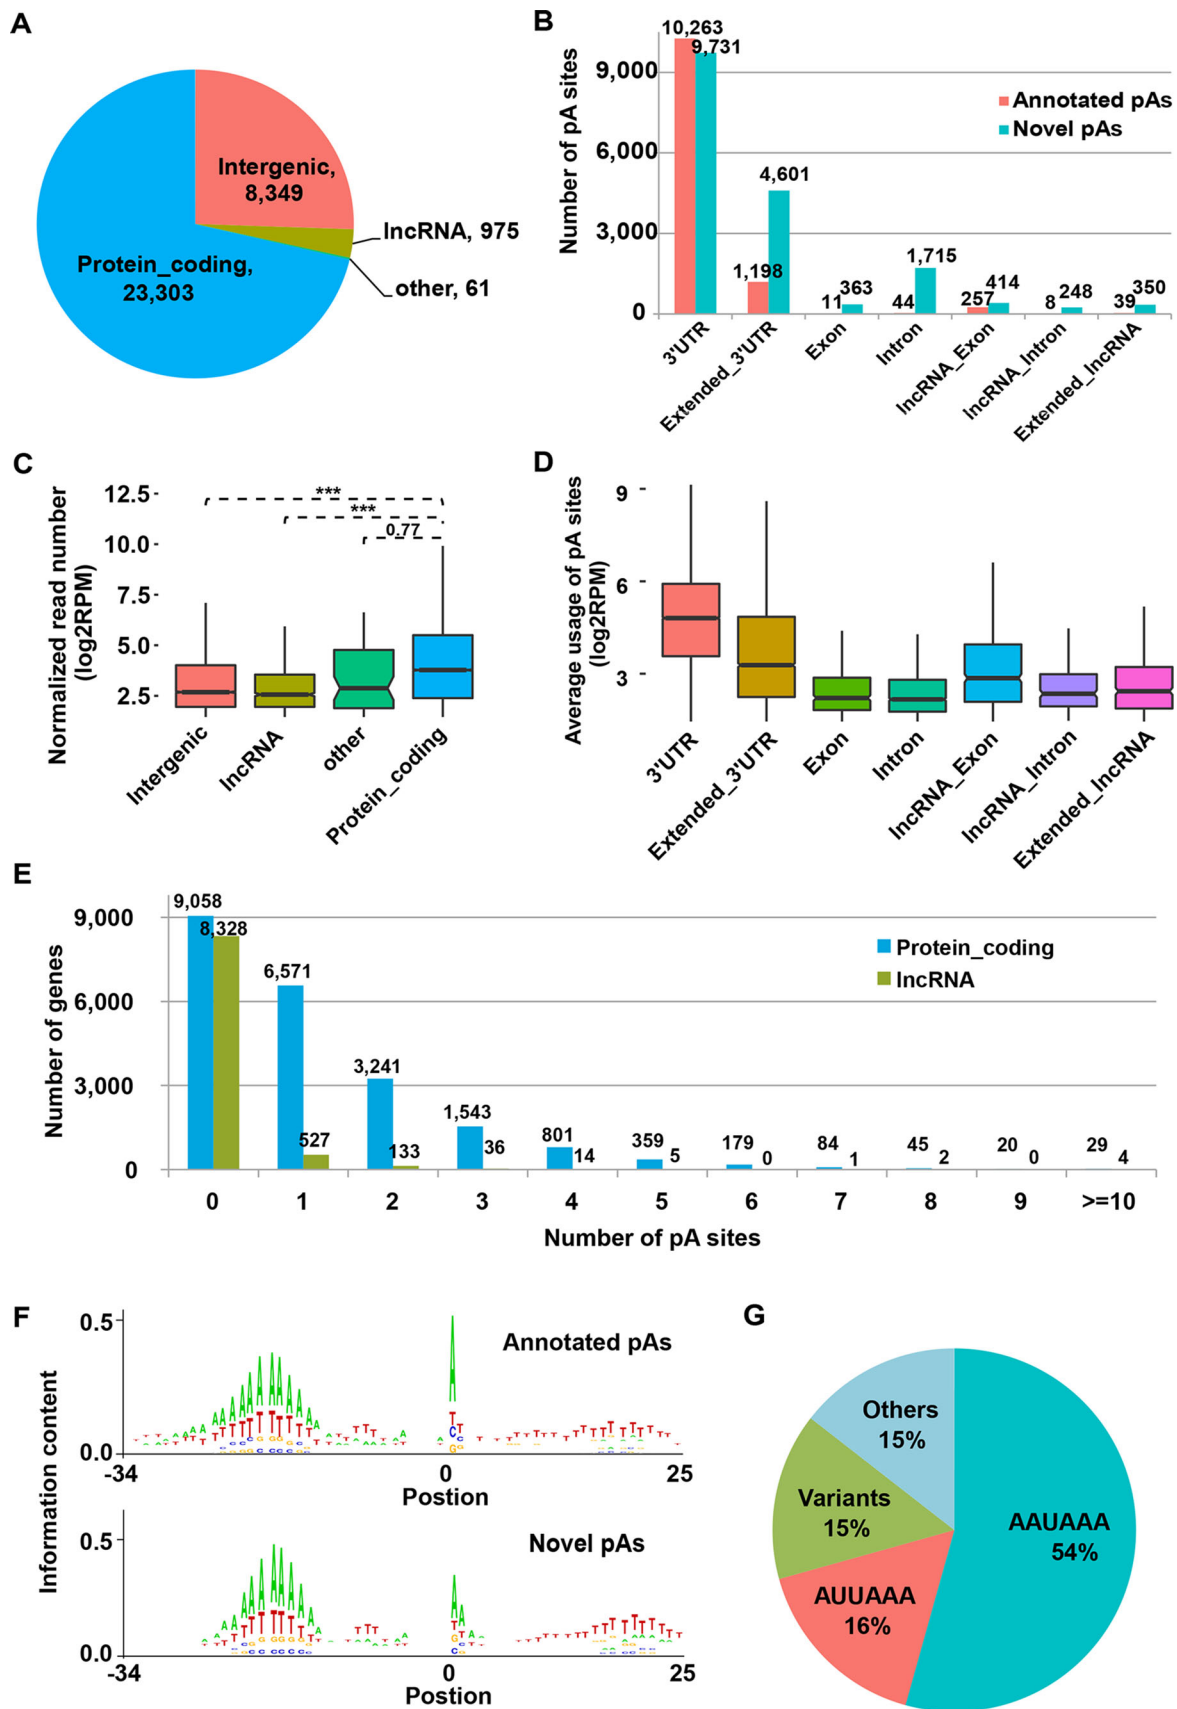 A
Intergenic,
8,349
lncRNA, 975
other, 61
Protein_coding,
23,303
B
Number of pA sites
9,000
6,000
3,000
0
10,263
9,731
1,198
4,601
11
363
44
1,715
257
414
8
248
39
350
Annotated pAs
Novel pAs
3'UTR
Extended_3'UTR
Exon
Intron
lncRNA_Exon
lncRNA_Intron
Extended_lncRNA
C
Normalized read number
(log2RPM)
12.5
10.0
7.5
5.0
2.5
***
***
0.77
Intergenic
lncRNA
other
Protein_coding
D
Average usage of pA sites
(log2RPM)
9
6
3
3'UTR
Extended_3'UTR
Exon
Intron
lncRNA_Exon
lncRNA_Intron
Extended_lncRNA
E
Number of genes
9,000
6,000
3,000
0
9,058
8,328
6,571
527
3,241
133
1,543
36
801
14
359
5
179
0
84
1
45
2
20
0
29
4
Protein_coding
lncRNA
0 1 2 3 4 5 6 7 8 9 >=10
Number of pA sites
F
Information content
0.5
0.0
Annotated pAs
-34 0 25
Postion
0.5
0.0
Novel pAs
-34 0 25
Postion
G
Others
15%
Variants
15%
AUUAAA
16%
AAUAAA
54%